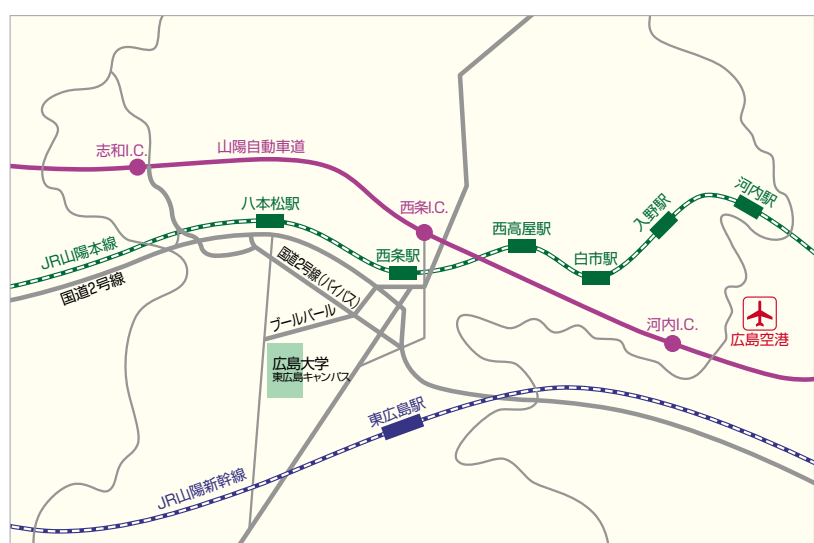 志和I.C.
山陽自動車道
八本松駅
西条I.C.
西高屋駅
入野駅
河内駅
JR山陽本線
国道2号線
国道2号線(バイパス)
西条駅
白市駅
ブールバール
河内I.C.
広島空港
広島大学
東広島キャンパス
東広島駅
JR山陽新幹線